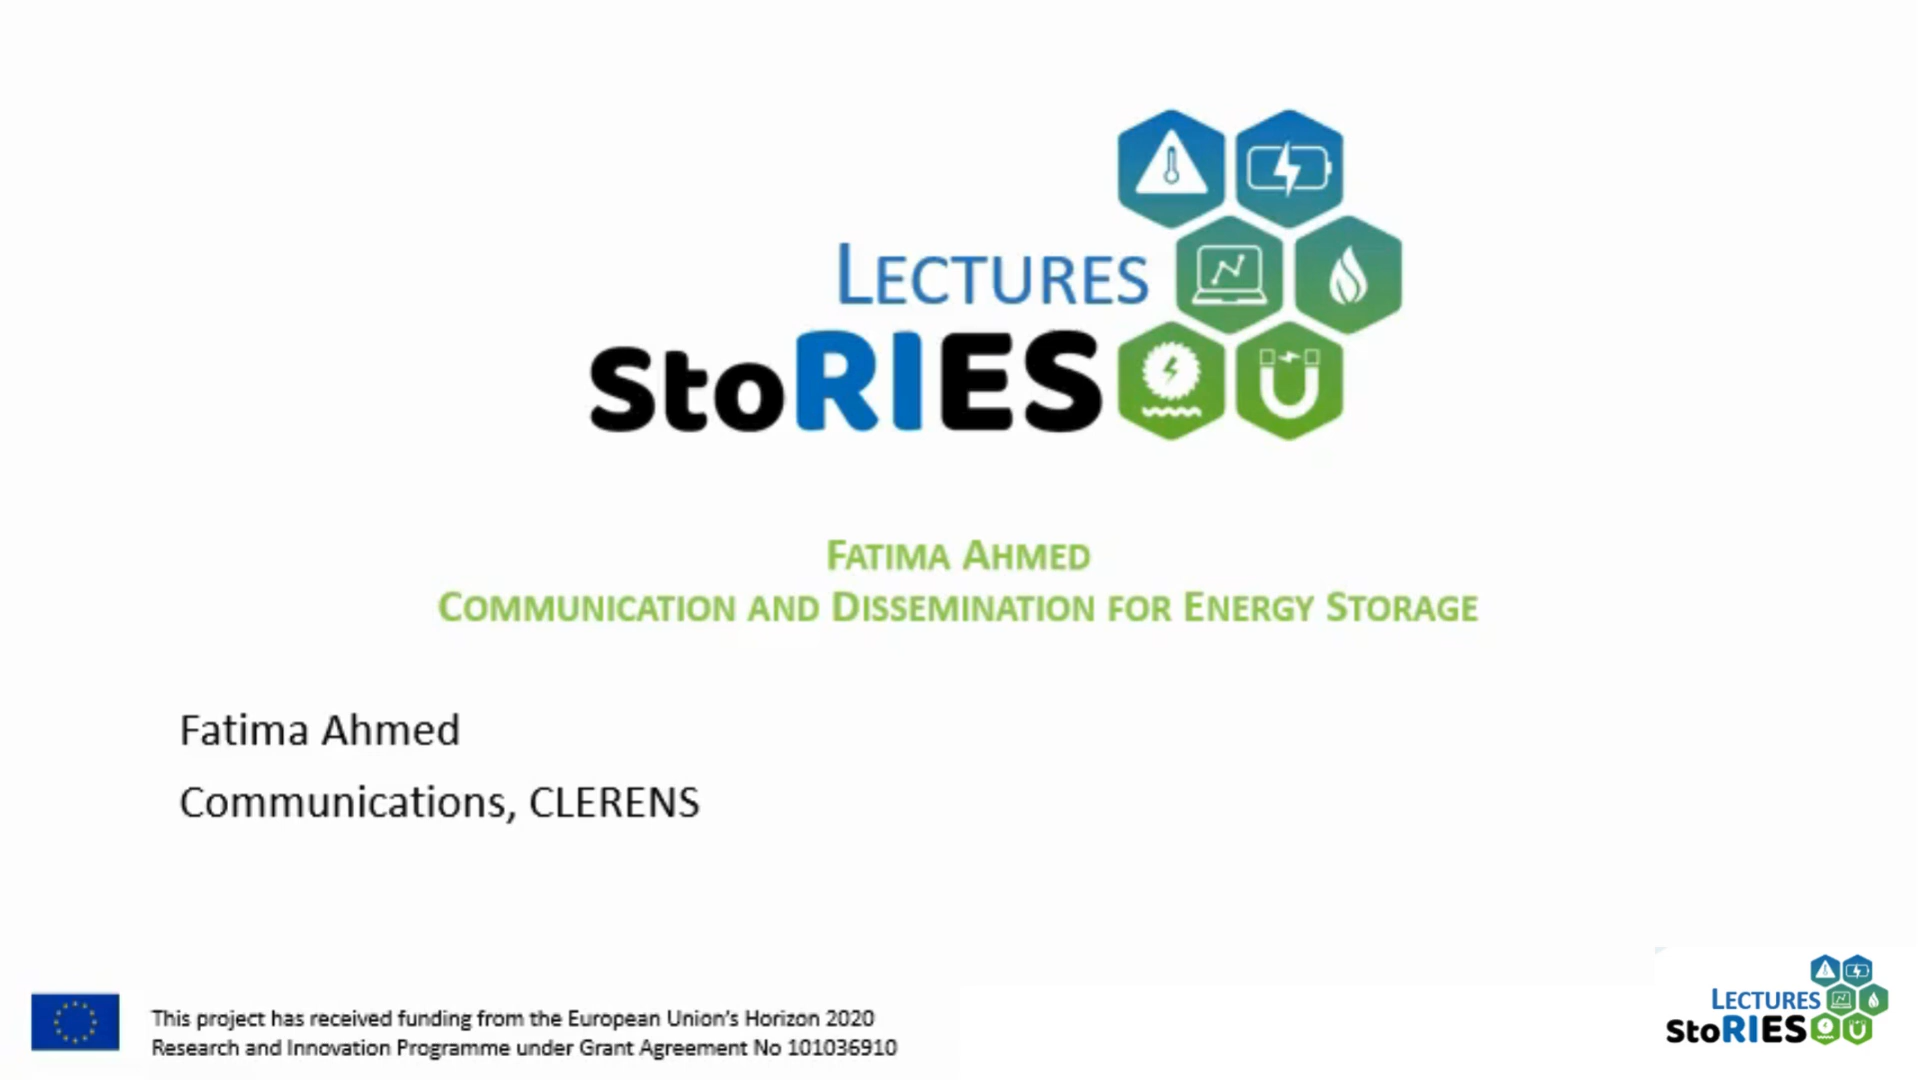 LECTURES
StoRIES
FATIMA AHMED
COMMUNICATION AND DISSEMINATION FOR ENERGY STORAGE
Fatima Ahmed
Communications, CLERENS
This project has received funding from the European Union's Horizon 2020
Research and Innovation Programme under Grant Agreement No 101036910
LECTURES
StoRIES